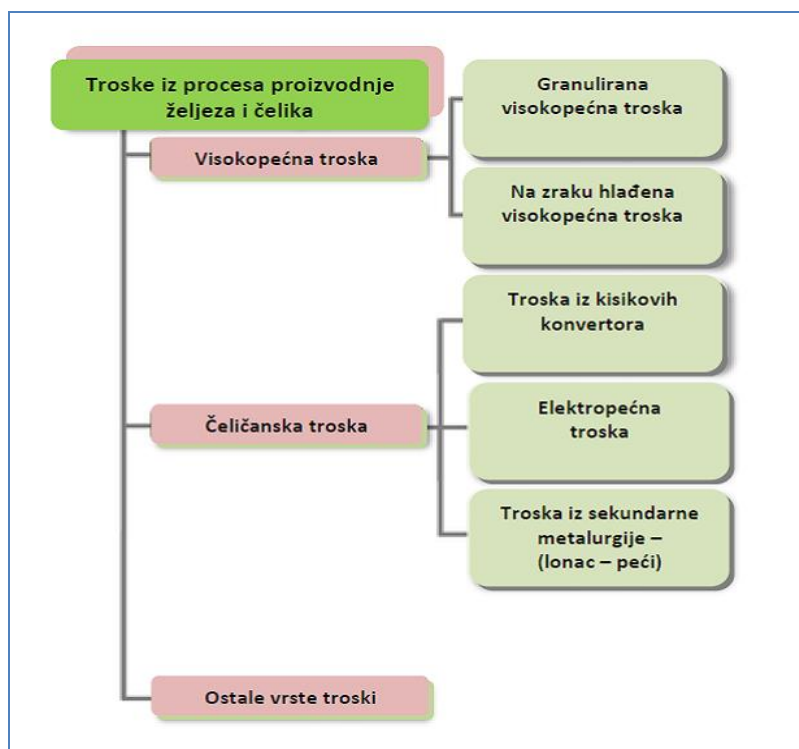 Troske iz procesa proizvodnje
željeza i čelika
Visokopećna troska
Granulirana
visokopećna troska
Na zraku hlađena
visokopećna troska
Čeličanska troska
Troska iz kisikovih
konvertora
Elektropećna
troska
Troska iz sekundarne
metalurgije –
(lonac – peći)
Ostale vrste troski